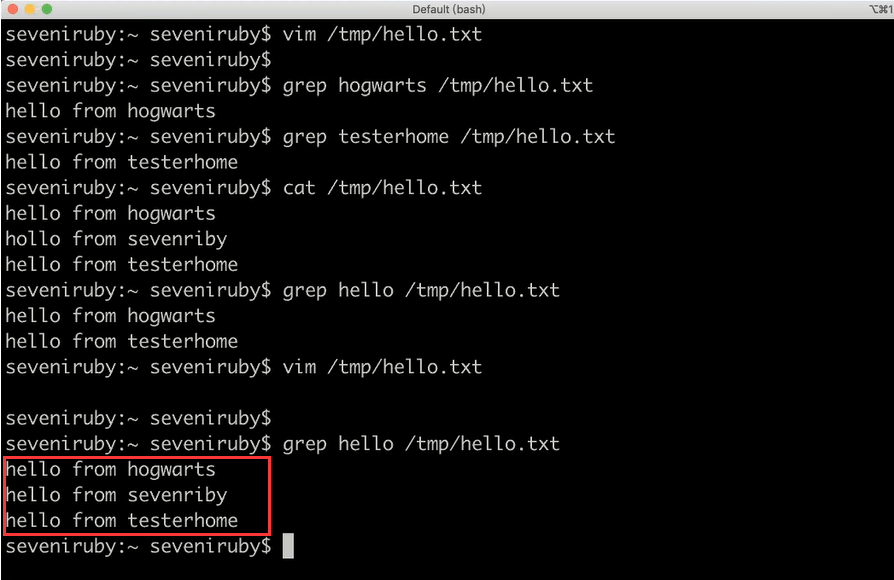 Default (bash)
⌥⌘1
seveniruby:~ seveniruby$ vim /tmp/hello.txt
seveniruby:~ seveniruby$
seveniruby:~ seveniruby$ grep hogwarts /tmp/hello.txt
hello from hogwarts
seveniruby:~ seveniruby$ grep testerhome /tmp/hello.txt
hello from testerhome
seveniruby:~ seveniruby$ cat /tmp/hello.txt
hello from hogwarts
hollo from sevenriby
hello from testerhome
seveniruby:~ seveniruby$ grep hello /tmp/hello.txt
hello from hogwarts
hello from testerhome
seveniruby:~ seveniruby$ vim /tmp/hello.txt
seveniruby:~ seveniruby$
seveniruby:~ seveniruby$ grep hello /tmp/hello.txt
hello from hogwarts
hello from sevenriby
hello from testerhome
seveniruby:~ seveniruby$